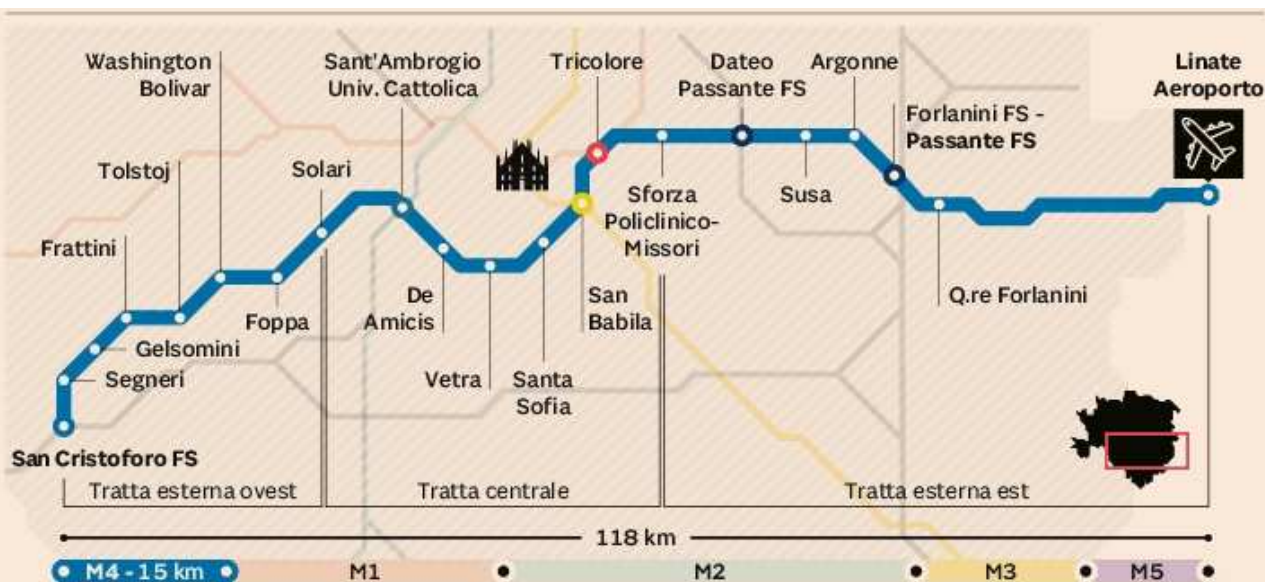 Washington
Bolivar
Sant'Ambrogio
Univ. Cattolica
Tricolore
Dateo
Passante FS
Argonne
Linate
Aeroporto
Forlanini FS -
Passante FS
Tolstoj
Solari
Frattini
Sforza
Policlinico-
Missori
Susa
Foppa
De
Amicis
San
Babila
Q.re Forlanini
Gelsomini
Segneri
Vetra
Santa
Sofia
San Cristoforo FS
Tratta esterna ovest
Tratta centrale
Tratta esterna est
118 km
M4 - 15 km
M1
M2
M3
M5